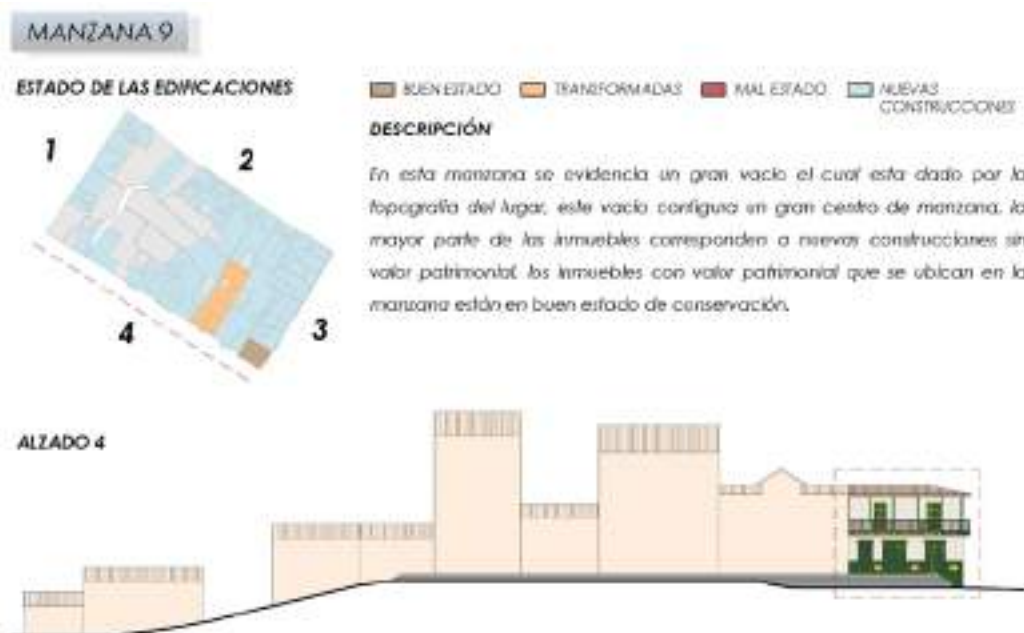 MANZANA 9
ESTADO DE LAS EDIFICACIONES
BUEN ESTADO
TRANSFORMADAS
MAL ESTADO
NUEVAS
CONSTRUCCIONES
DESCRIPCIÓN
En esta manzana se evidencia un gran vacío el cual esta dado por la
topografía del lugar, este vacío configura un gran centro de manzana. la
mayor parte de los inmuebles corresponden a nuevas construcciones sin
valor patrimonial. los inmuebles con valor patrimonial que se ubican en la
manzana están en buen estado de conservación.
1
2
3
4
ALZADO 4